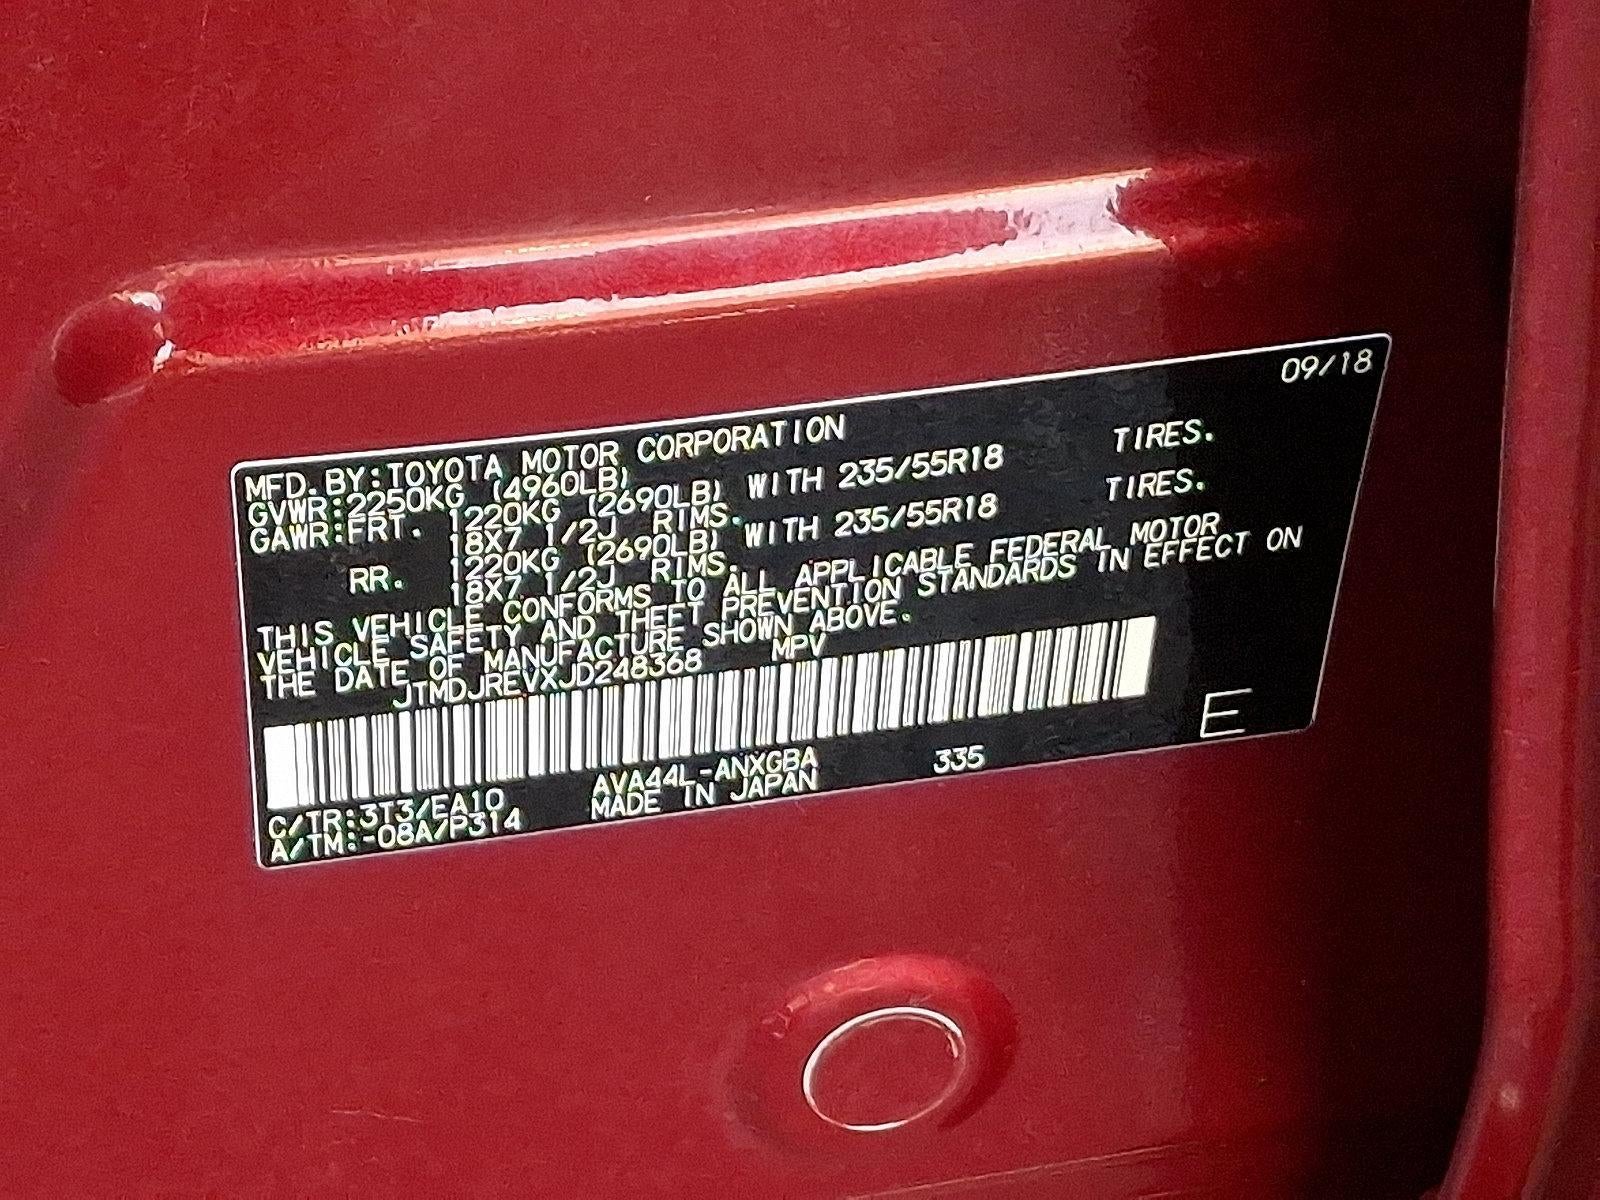 09/18
MFD. BY: TOYOTA MOTOR CORPORATION
GVWR: 2250KG (4960LB)
GAWR: FRT. 1220KG (2690LB) WITH 235/55R18 TIRES.
18X7 1/2J RIMS.
RR. 1220KG (2690LB) WITH 235/55R18 TIRES.
18X7 1/2J RIMS.
THIS VEHICLE CONFORMS TO ALL APPLICABLE FEDERAL MOTOR
VEHICLE SAFETY AND THEFT PREVENTION STANDARDS IN EFFECT ON
THE DATE OF MANUFACTURE SHOWN ABOVE.
JTMDJREVXJD248368 MPV
E
C/TR: 3T3/EA10 AVA44L-ANXGBA 335
A/TM: -08A/P314 MADE IN JAPAN